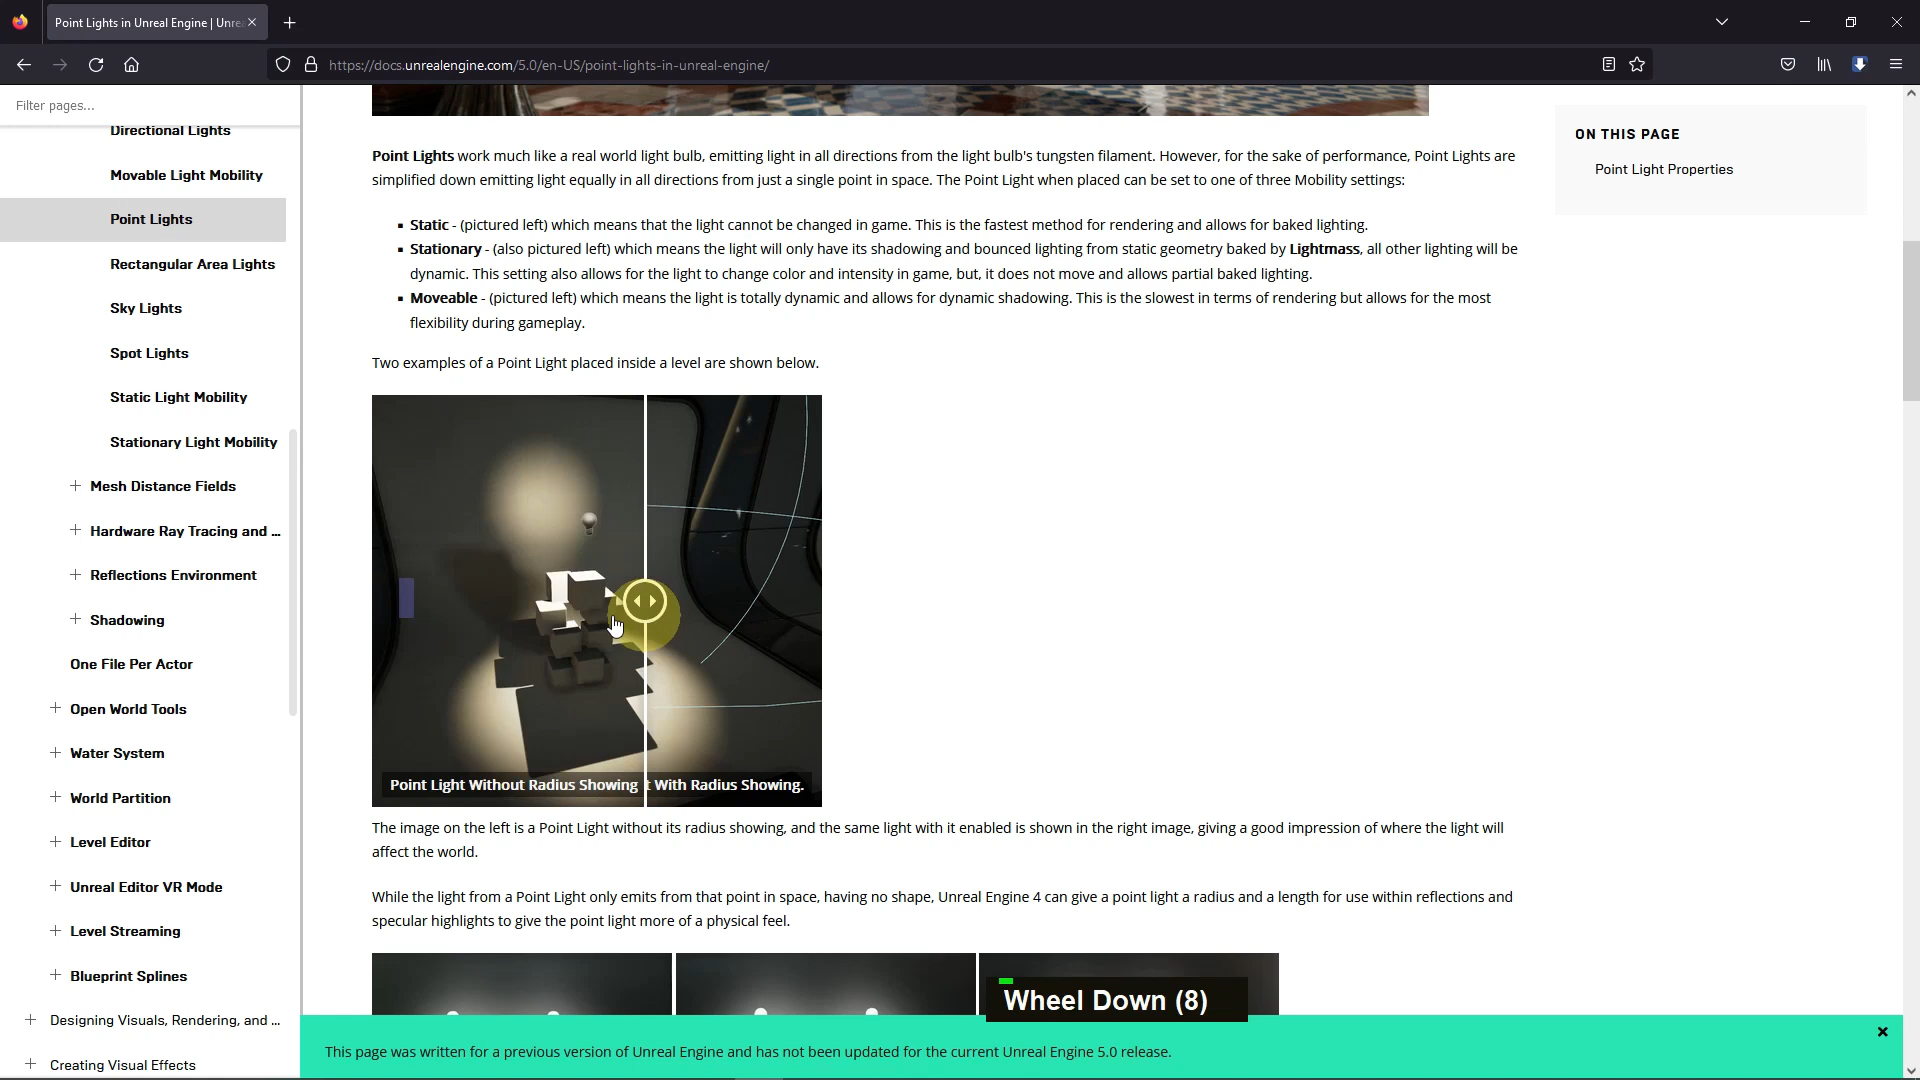 Point Lights in Unreal Engine | Unre
https://docs.unrealengine.com/5.0/en-US/point-lights-in-unreal-engine/
Filter pages...
Directional Lights
Movable Light Mobility
Point Lights
Rectangular Area Lights
Sky Lights
Spot Lights
Static Light Mobility
Stationary Light Mobility
Mesh Distance Fields
Hardware Ray Tracing and ...
Reflections Environment
Shadowing
One File Per Actor
Open World Tools
Water System
World Partition
Level Editor
Unreal Editor VR Mode
Level Streaming
Blueprint Splines
Designing Visuals, Rendering, and ...
Creating Visual Effects
Point Lights work much like a real world light bulb, emitting light in all directions from the light bulb's tungsten filament. However, for the sake of performance, Point Lights are
simplified down emitting light equally in all directions from just a single point in space. The Point Light when placed can be set to one of three Mobility settings:
Static - (pictured left) which means that the light cannot be changed in game. This is the fastest method for rendering and allows for baked lighting.
Stationary - (also pictured left) which means the light will only have its shadowing and bounced lighting from static geometry baked by Lightmass, all other lighting will be
dynamic. This setting also allows for the light to change color and intensity in game, but, it does not move and allows partial baked lighting.
Moveable - (pictured left) which means the light is totally dynamic and allows for dynamic shadowing. This is the slowest in terms of rendering but allows for the most
flexibility during gameplay.
Two examples of a Point Light placed inside a level are shown below.
Point Light Without Radius Showing
t With Radius Showing.
The image on the left is a Point Light without its radius showing, and the same light with it enabled is shown in the right image, giving a good impression of where the light will
affect the world.
While the light from a Point Light only emits from that point in space, having no shape, Unreal Engine 4 can give a point light a radius and a length for use within reflections and
specular highlights to give the point light more of a physical feel.
Wheel Down (8)
This page was written for a previous version of Unreal Engine and has not been updated for the current Unreal Engine 5.0 release.
ON THIS PAGE
Point Light Properties